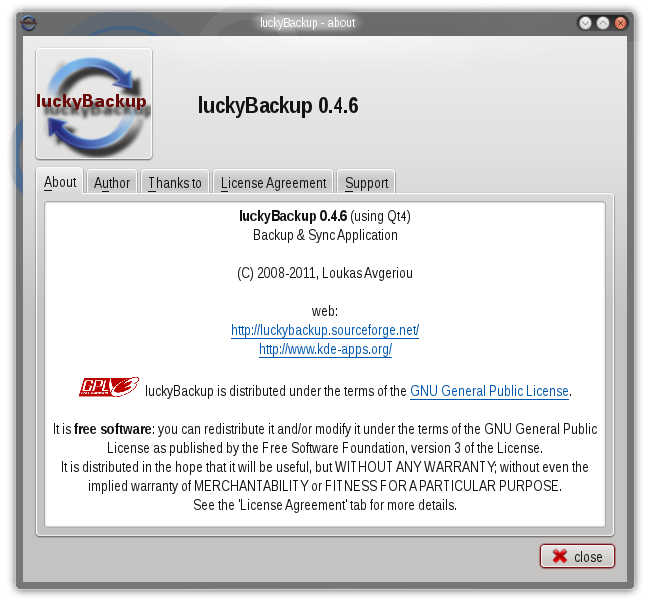 luckyBackup - about
luckyBackup
luckyBackup 0.4.6
About
Author
Thanks to
License Agreement
Support
luckyBackup 0.4.6 (using Qt4)
Backup & Sync Application
(C) 2008-2011, Loukas Avgeriou
web:
http://luckybackup.sourceforge.net/
http://www.kde-apps.org/
GPLv3 luckyBackup is distributed under the terms of the GNU General Public License.
It is free software: you can redistribute it and/or modify it under the terms of the GNU General Public
License as published by the Free Software Foundation, version 3 of the License.
It is distributed in the hope that it will be useful, but WITHOUT ANY WARRANTY; without even the
implied warranty of MERCHANTABILITY or FITNESS FOR A PARTICULAR PURPOSE.
See the 'License Agreement' tab for more details.
close